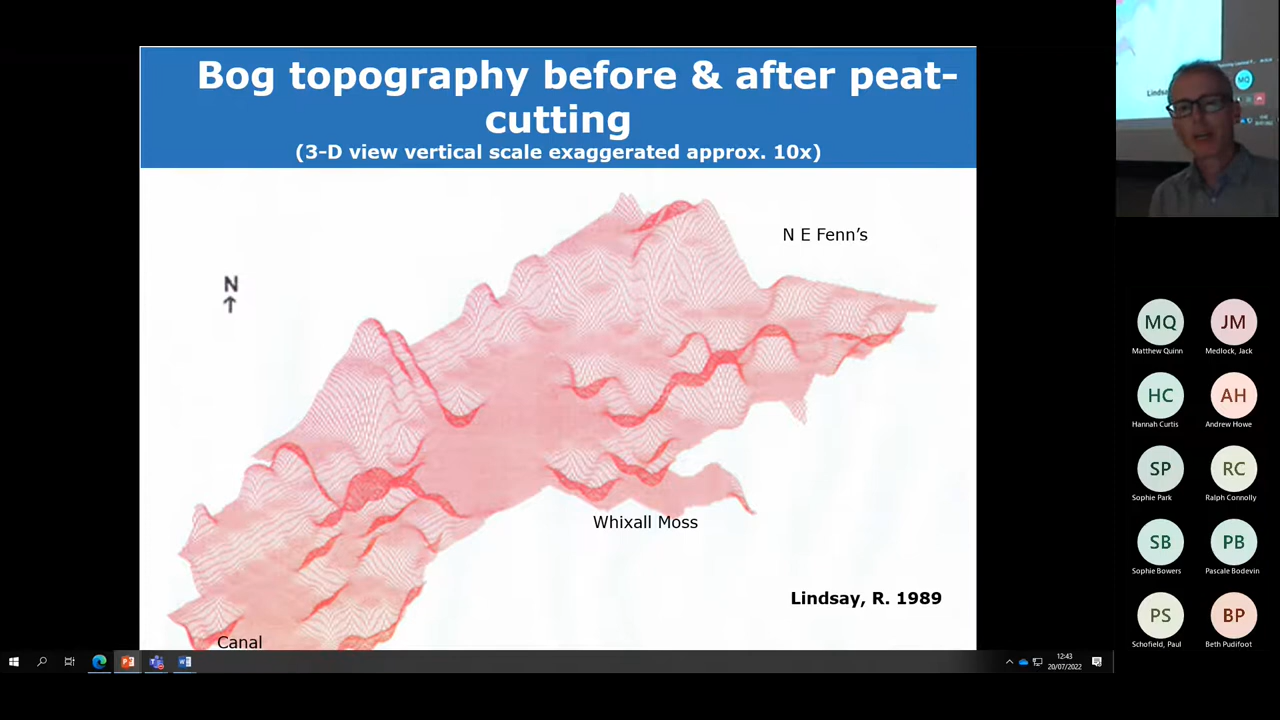 Bog topography before & after peat-
cutting
(3-D view vertical scale exaggerated approx. 10x)
N E Fenn's
N
Whixall Moss
Lindsay, R. 1989
Canal
12:43
20/07/2022
Lindsa
MQ
MQ
JM
Matthew Quinn
Medlock, Jack
HC
AH
Hannah Curtis
Andrew Howe
SP
RC
Sophie Park
Ralph Connolly
SB
PB
Sophie Bowers
Pascale Bodevin
PS
BP
Schofield, Paul
Beth Pudifoot